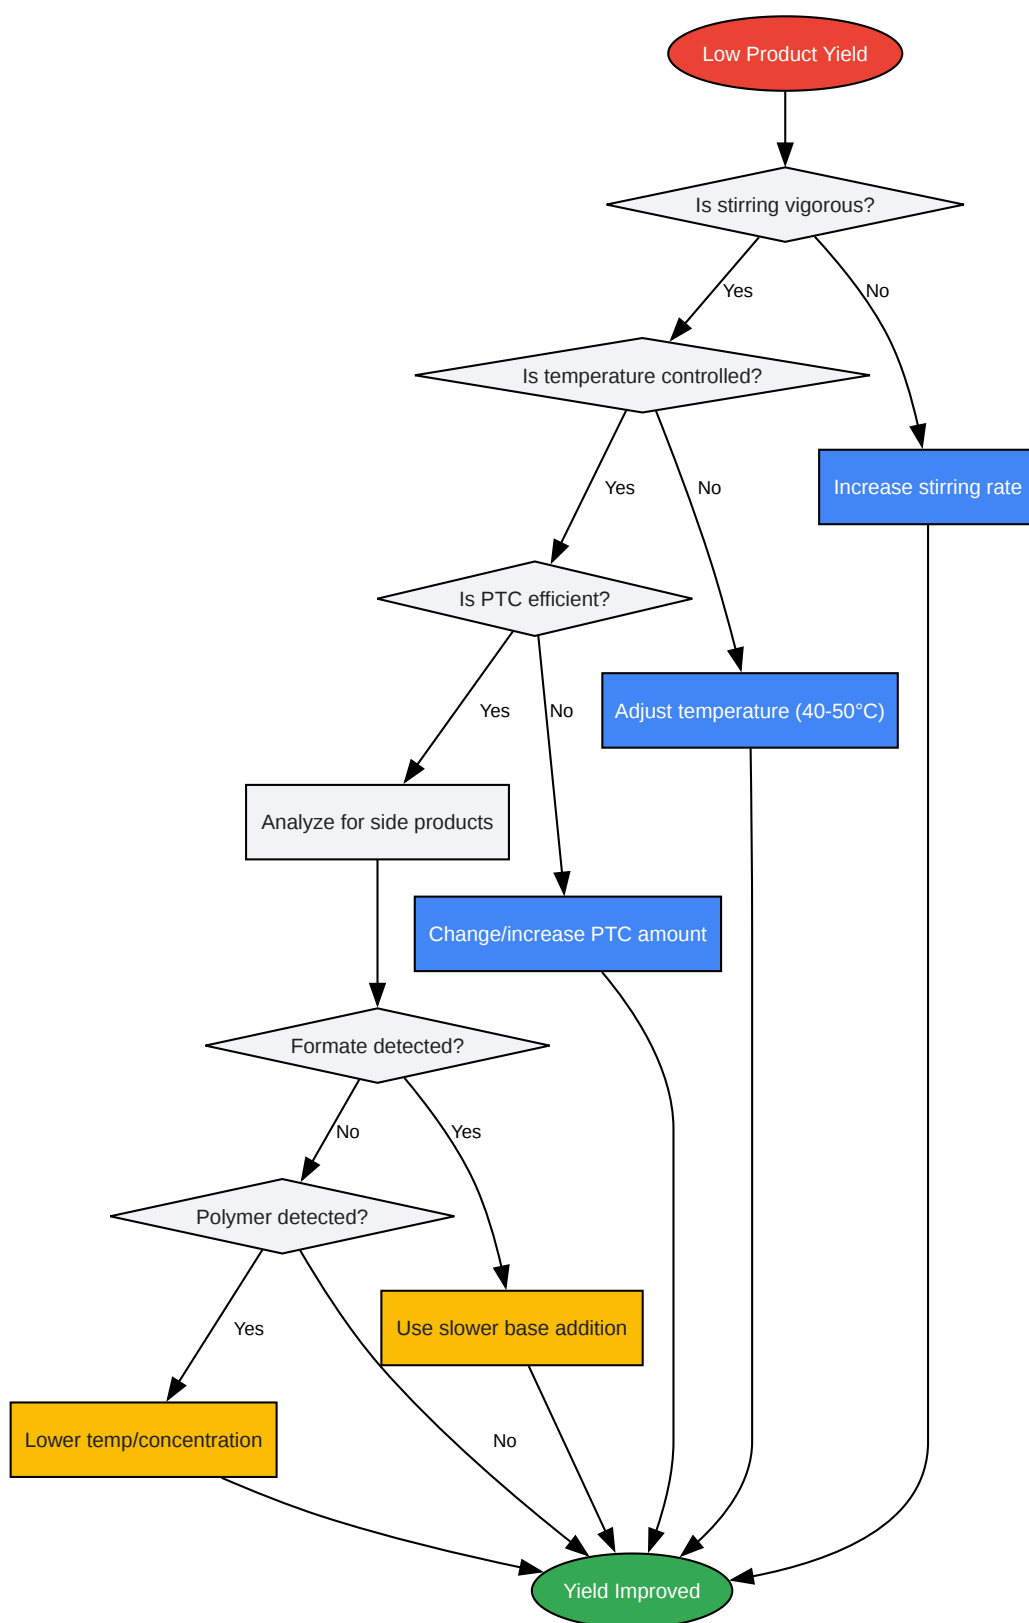 Low Product Yield
Is stirring vigorous?
Yes
No
Is temperature controlled?
Yes
No
Increase stirring rate
Is PTC efficient?
Yes
No
Adjust temperature (40-50°C)
Analyze for side products
Change/increase PTC amount
Formate detected?
No
Yes
Polymer detected?
Yes
Use slower base addition
Lower temp/concentration
No
Yield Improved